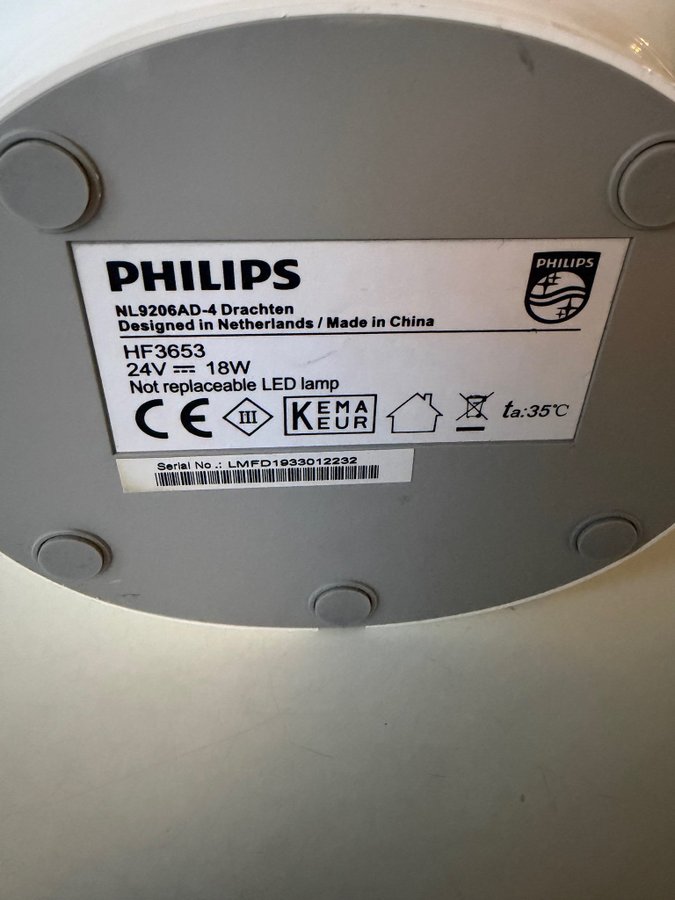 PHILIPS
PHILIPS
NL9206AD-4 Drachten
Designed in Netherlands / Made in China
HF3653
24V ⎓ 18W
Not replaceable LED lamp
CE III KEMA KEUR ta:35℃
Serial No.: LMFD1933012232